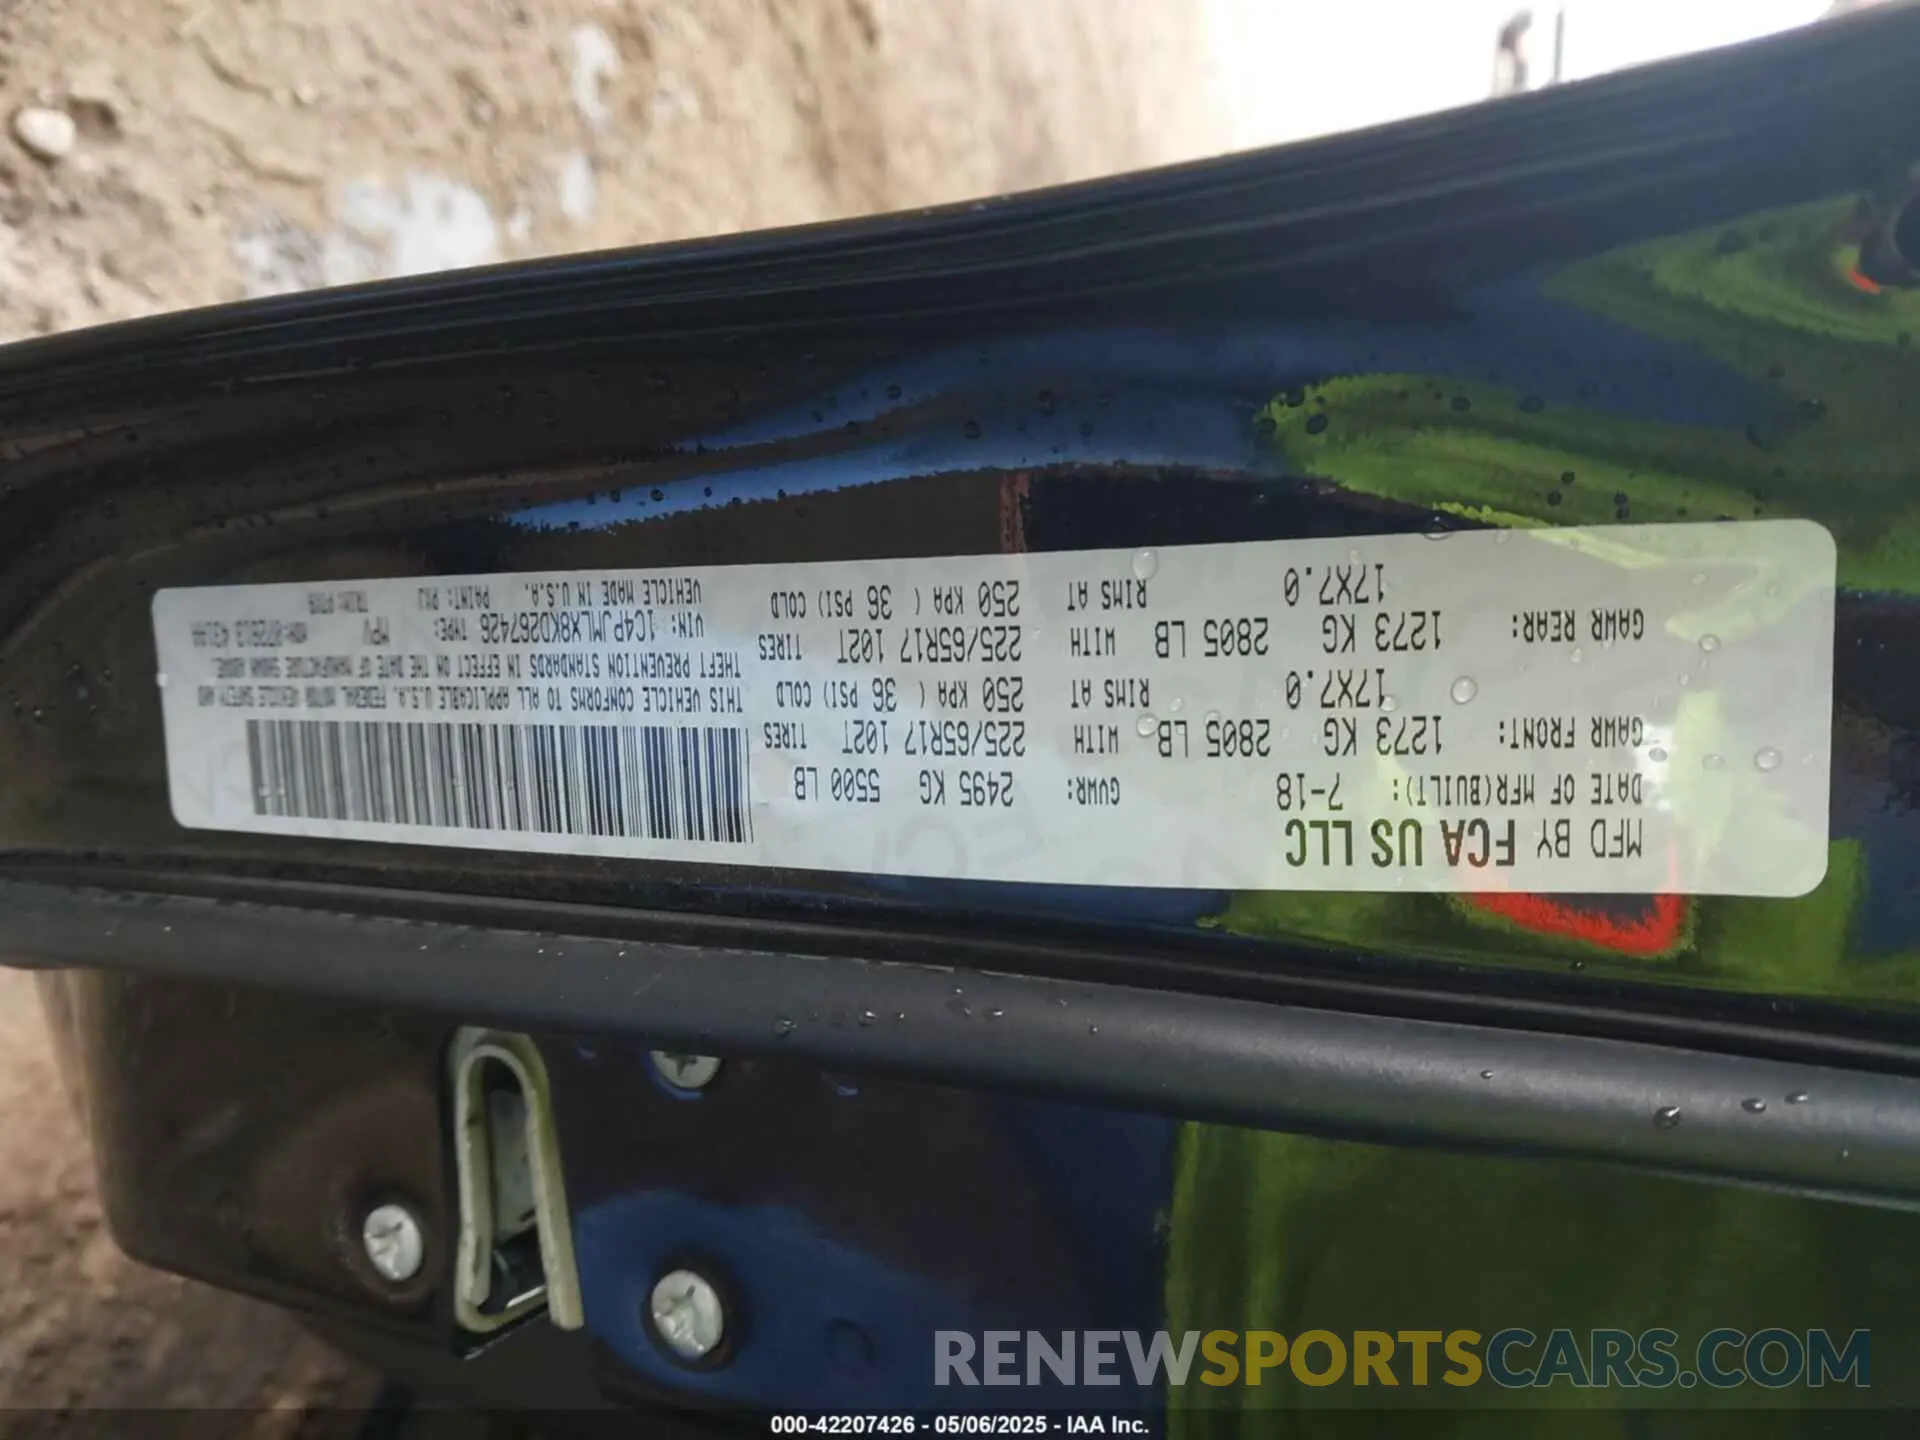 MFD BY FCA US LLC
DATE OF MFR(BUILT): 7-18 GVWR: 2495 KG 5500 LB
GAWR FRONT: 1273 KG 2805 LB WITH 225/65R17 102T TIRES
17X7.0 RIMS AT 250 KPA ( 36 PSI) COLD
GAWR REAR: 1273 KG 2805 LB WITH 225/65R17 102T TIRES
17X7.0 RIMS AT 250 KPA ( 36 PSI) COLD
THIS VEHICLE CONFORMS TO ALL APPLICABLE U.S.A. FEDERAL MOTOR VEHICLE SAFETY AND
THEFT PREVENTION STANDARDS IN EFFECT ON THE DATE OF MANUFACTURE SHOWN ABOVE.
VIN: 1C4PJMLX8KD267426 TYPE: MPV
VEHICLE MADE IN U.S.A. PAINT: TRIM:
RENEWSPORTSCARS.COM
000-42207426 - 05/06/2025 - IAA Inc.